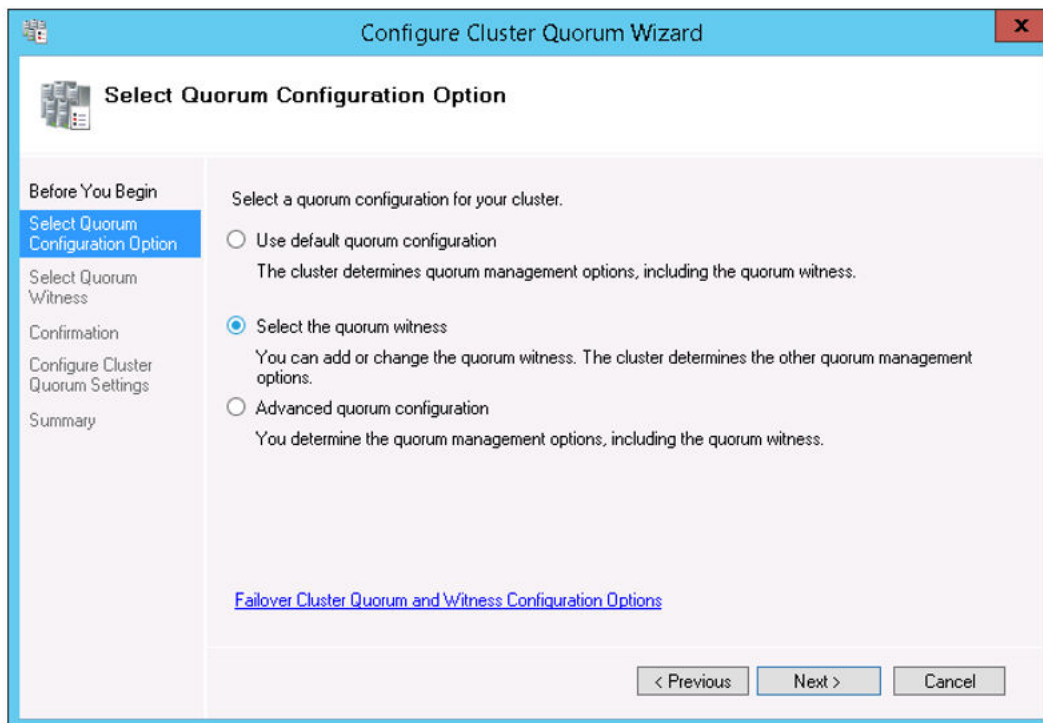 Configure Cluster Quorum Wizard
x
Select Quorum Configuration Option
Before You Begin
Select Quorum
Configuration Option
Select Quorum
Witness
Confirmation
Configure Cluster
Quorum Settings
Summary
Select a quorum configuration for your cluster.
Use default quorum configuration
The cluster determines quorum management options, including the quorum witness.
Select the quorum witness
You can add or change the quorum witness. The cluster determines the other quorum management
options.
Advanced quorum configuration
You determine the quorum management options, including the quorum witness.
Failover Cluster Quorum and Witness Configuration Options
< Previous
Next >
Cancel